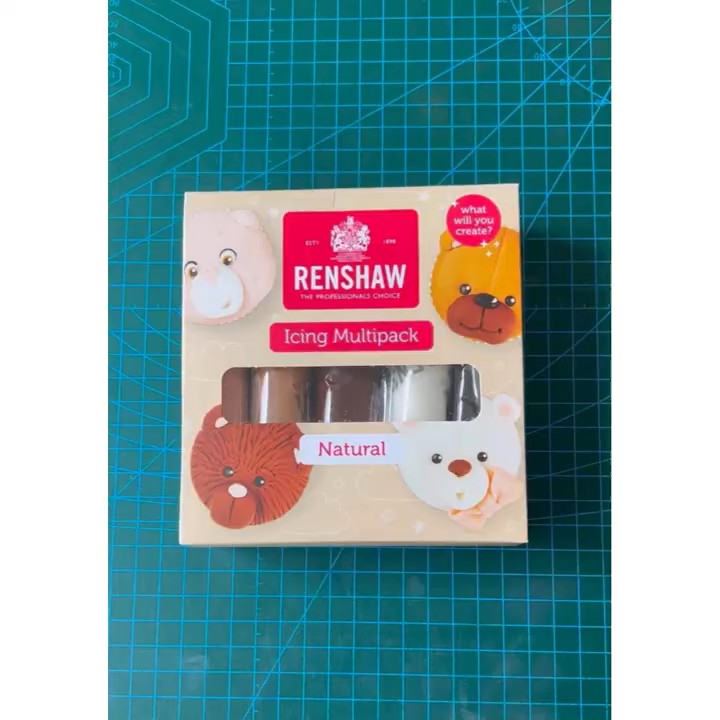 what
will you
create?
ESTD 1898
RENSHAW
THE PROFESSIONALS CHOICE
Icing Multipack
Natural